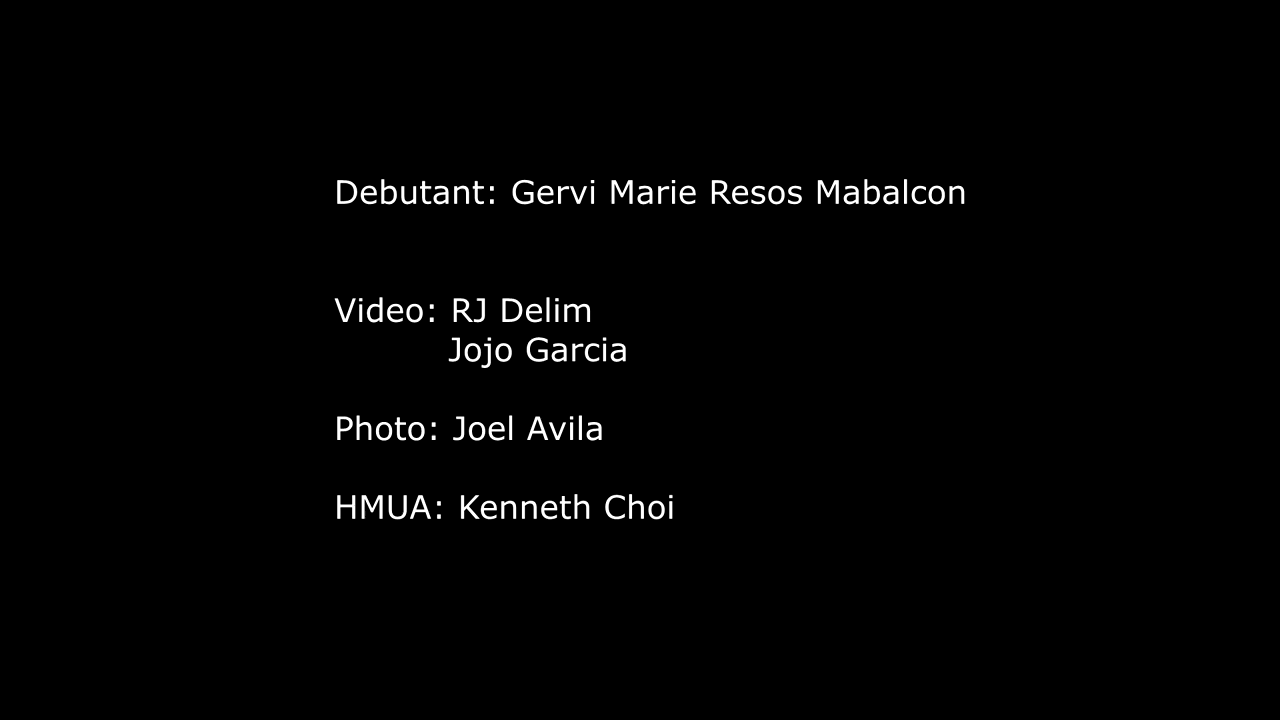 Debutant: Gervi Marie Resos Mabalcon
Video: RJ Delim
Jojo Garcia
Photo: Joel Avila
HMUA: Kenneth Choi